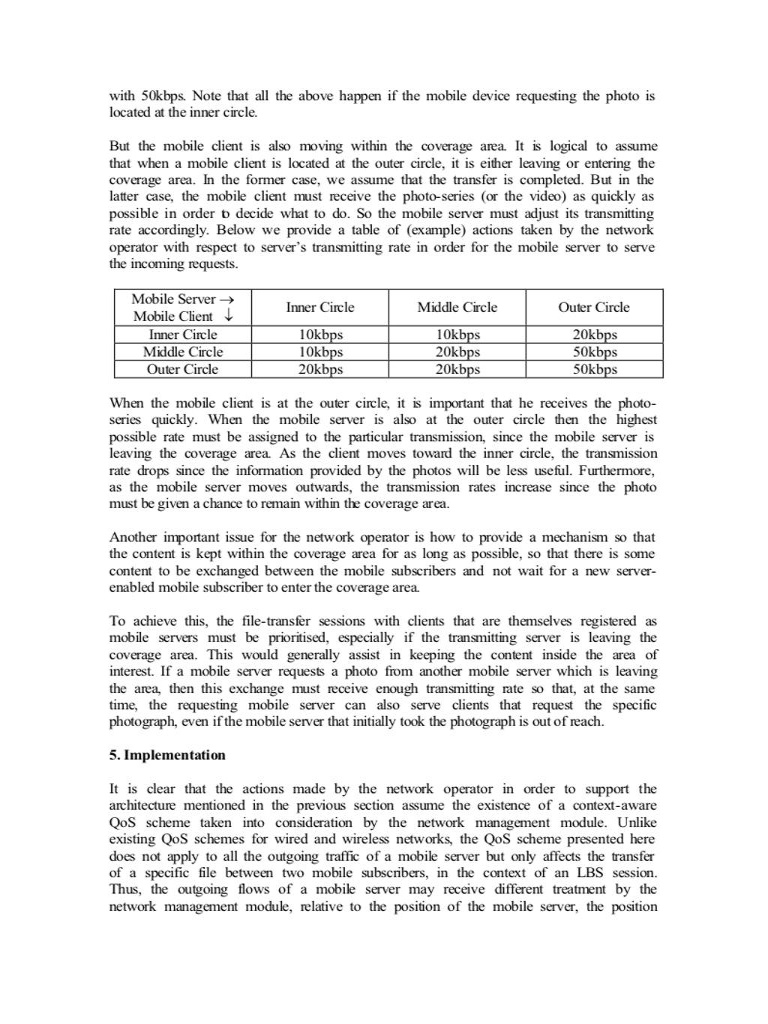 with 50kbps. Note that all the above happen if the mobile device requesting the photo is
located at the inner circle.
But the mobile client is also moving within the coverage area. It is logical to assume
that when a mobile client is located at the outer circle, it is either leaving or entering the
coverage area. In the former case, we assume that the transfer is completed. But in the
latter case, the mobile client must receive the photo-series (or the video) as quickly as
possible in order to decide what to do. So the mobile server must adjust its transmitting
rate accordingly. Below we provide a table of (example) actions taken by the network
operator with respect to server's transmitting rate in order for the mobile server to serve
the incoming requests.
Mobile Server →
Mobile Client ↓
Inner Circle Middle Circle Outer Circle
Inner Circle 10kbps 10kbps 20kbps
Middle Circle 10kbps 20kbps 50kbps
Outer Circle 20kbps 20kbps 50kbps
When the mobile client is at the outer circle, it is important that he receives the photo-
series quickly. When the mobile server is also at the outer circle then the highest
possible rate must be assigned to the particular transmission, since the mobile server is
leaving the coverage area. As the client moves toward the inner circle, the transmission
rate drops since the information provided by the photos will be less useful. Furthermore,
as the mobile server moves outwards, the transmission rates increase since the photo
must be given a chance to remain within the coverage area.
Another important issue for the network operator is how to provide a mechanism so that
the content is kept within the coverage area for as long as possible, so that there is some
content to be exchanged between the mobile subscribers and not wait for a new server-
enabled mobile subscriber to enter the coverage area.
To achieve this, the file-transfer sessions with clients that are themselves registered as
mobile servers must be prioritised, especially if the transmitting server is leaving the
coverage area. This would generally assist in keeping the content inside the area of
interest. If a mobile server requests a photo from another mobile server which is leaving
the area, then this exchange must receive enough transmitting rate so that, at the same
time, the requesting mobile server can also serve clients that request the specific
photograph, even if the mobile server that initially took the photograph is out of reach.
5. Implementation
It is clear that the actions made by the network operator in order to support the
architecture mentioned in the previous section assume the existence of a context-aware
QoS scheme taken into consideration by the network management module. Unlike
existing QoS schemes for wired and wireless networks, the QoS scheme presented here
does not apply to all the outgoing traffic of a mobile server but only affects the transfer
of a specific file between two mobile subscribers, in the context of an LBS session.
Thus, the outgoing flows of a mobile server may receive different treatment by the
network management module, relative to the position of the mobile server, the position